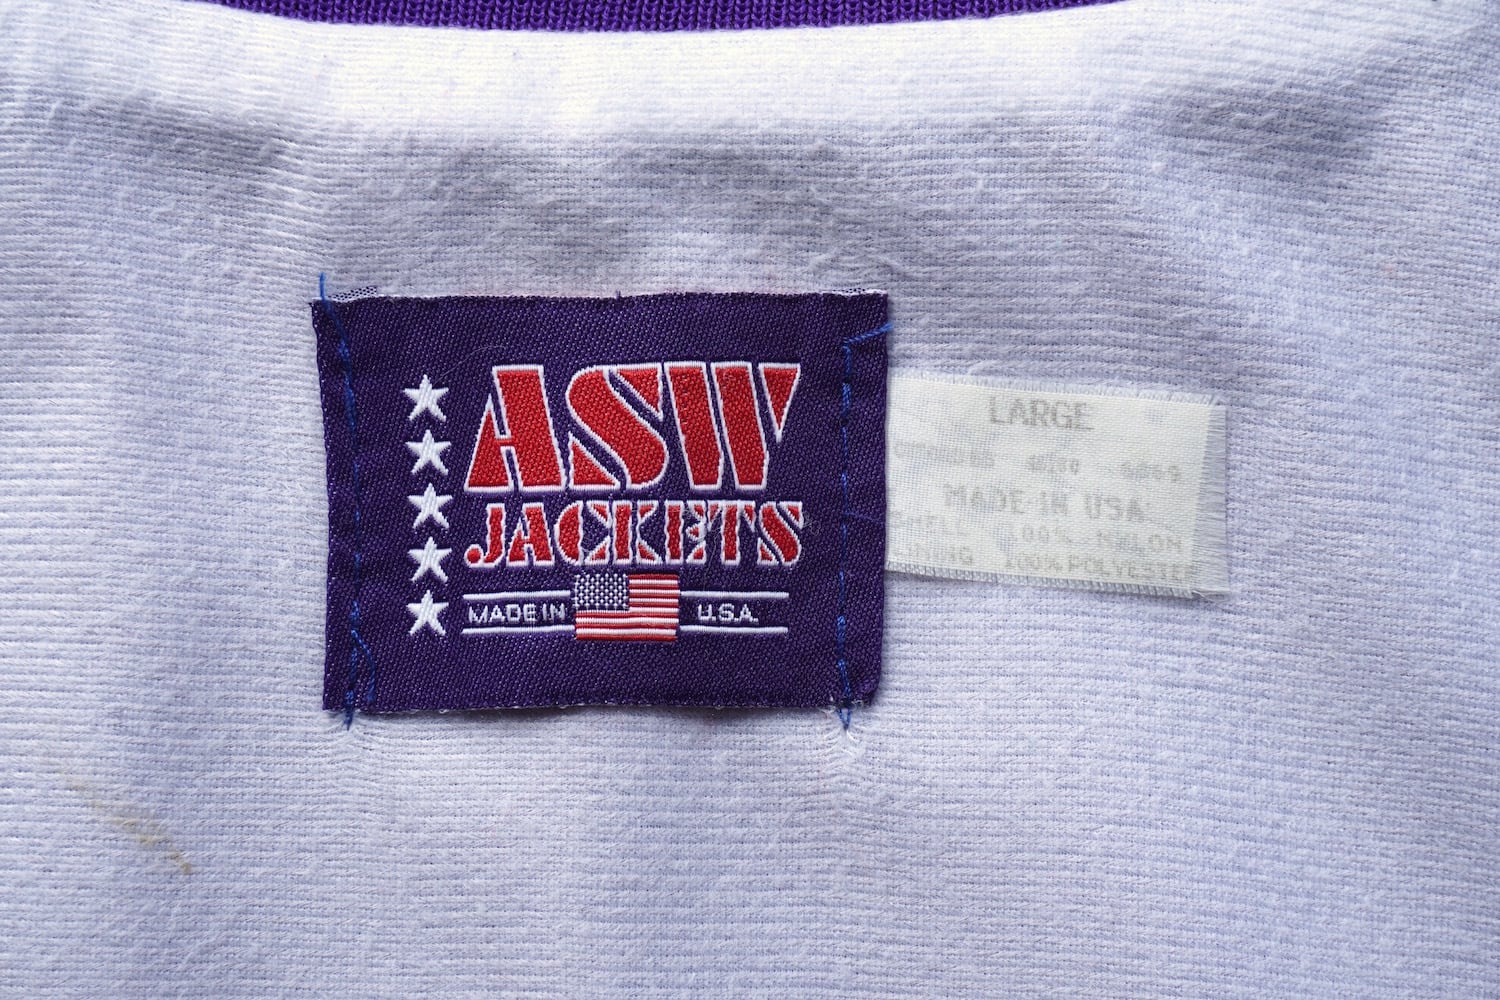 ASW
JACKETS
MADE IN U.S.A.
LARGE
MADE IN USA
100% NYLON
100% POLYESTER